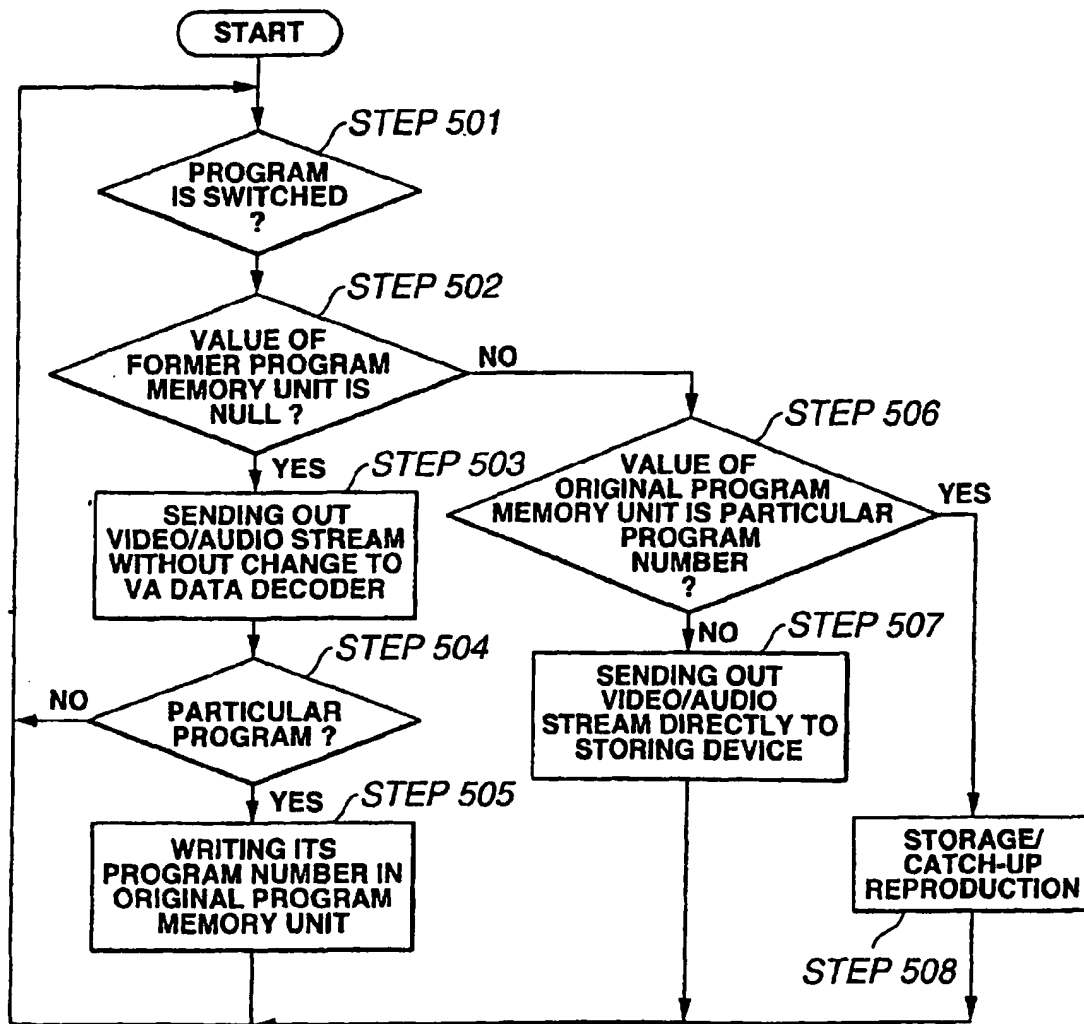 START
STEP 501
PROGRAM
IS SWITCHED
?
STEP 502
VALUE OF
FORMER PROGRAM
MEMORY UNIT IS
NULL ?
NO
YES
STEP 503
SENDING OUT
VIDEO/AUDIO STREAM
WITHOUT CHANGE TO
VA DATA DECODER
STEP 504
NO
PARTICULAR
PROGRAM ?
YES
STEP 505
WRITING ITS
PROGRAM NUMBER IN
ORIGINAL PROGRAM
MEMORY UNIT
STEP 506
VALUE OF
ORIGINAL PROGRAM
MEMORY UNIT IS PARTICULAR
PROGRAM
NUMBER
?
YES
NO
STEP 507
SENDING OUT
VIDEO/AUDIO
STREAM DIRECTLY TO
STORING DEVICE
STORAGE/
CATCH-UP
REPRODUCTION
STEP 508